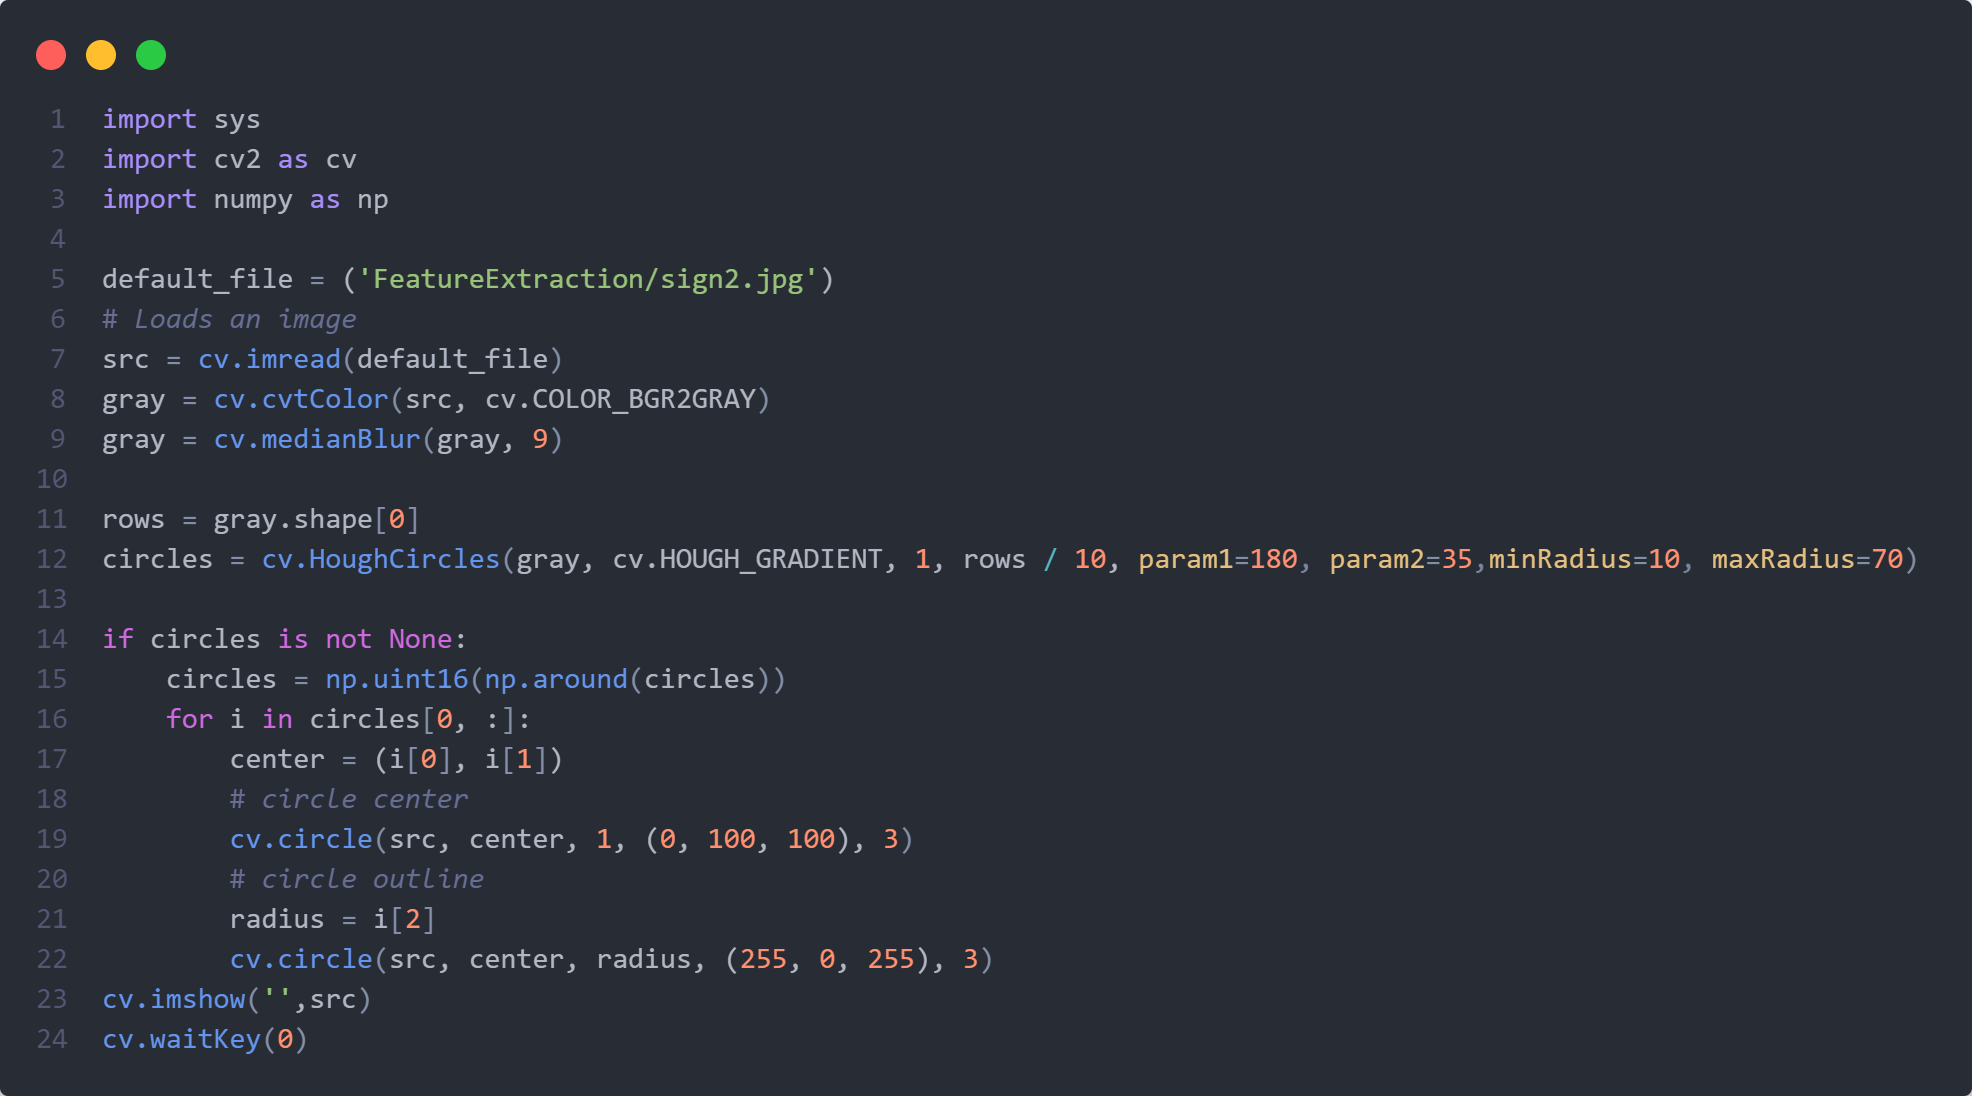 1 import sys
2 import cv2 as cv
3 import numpy as np
4
5 default_file = ('FeatureExtraction/sign2.jpg')
6 # Loads an image
7 src = cv.imread(default_file)
8 gray = cv.cvtColor(src, cv.COLOR_BGR2GRAY)
9 gray = cv.medianBlur(gray, 9)
10
11 rows = gray.shape[0]
12 circles = cv.HoughCircles(gray, cv.HOUGH_GRADIENT, 1, rows / 10, param1=180, param2=35,minRadius=10, maxRadius=70)
13
14 if circles is not None:
15     circles = np.uint16(np.around(circles))
16     for i in circles[0, :]:
17         center = (i[0], i[1])
18         # circle center
19         cv.circle(src, center, 1, (0, 100, 100), 3)
20         # circle outline
21         radius = i[2]
22         cv.circle(src, center, radius, (255, 0, 255), 3)
23 cv.imshow('',src)
24 cv.waitKey(0)